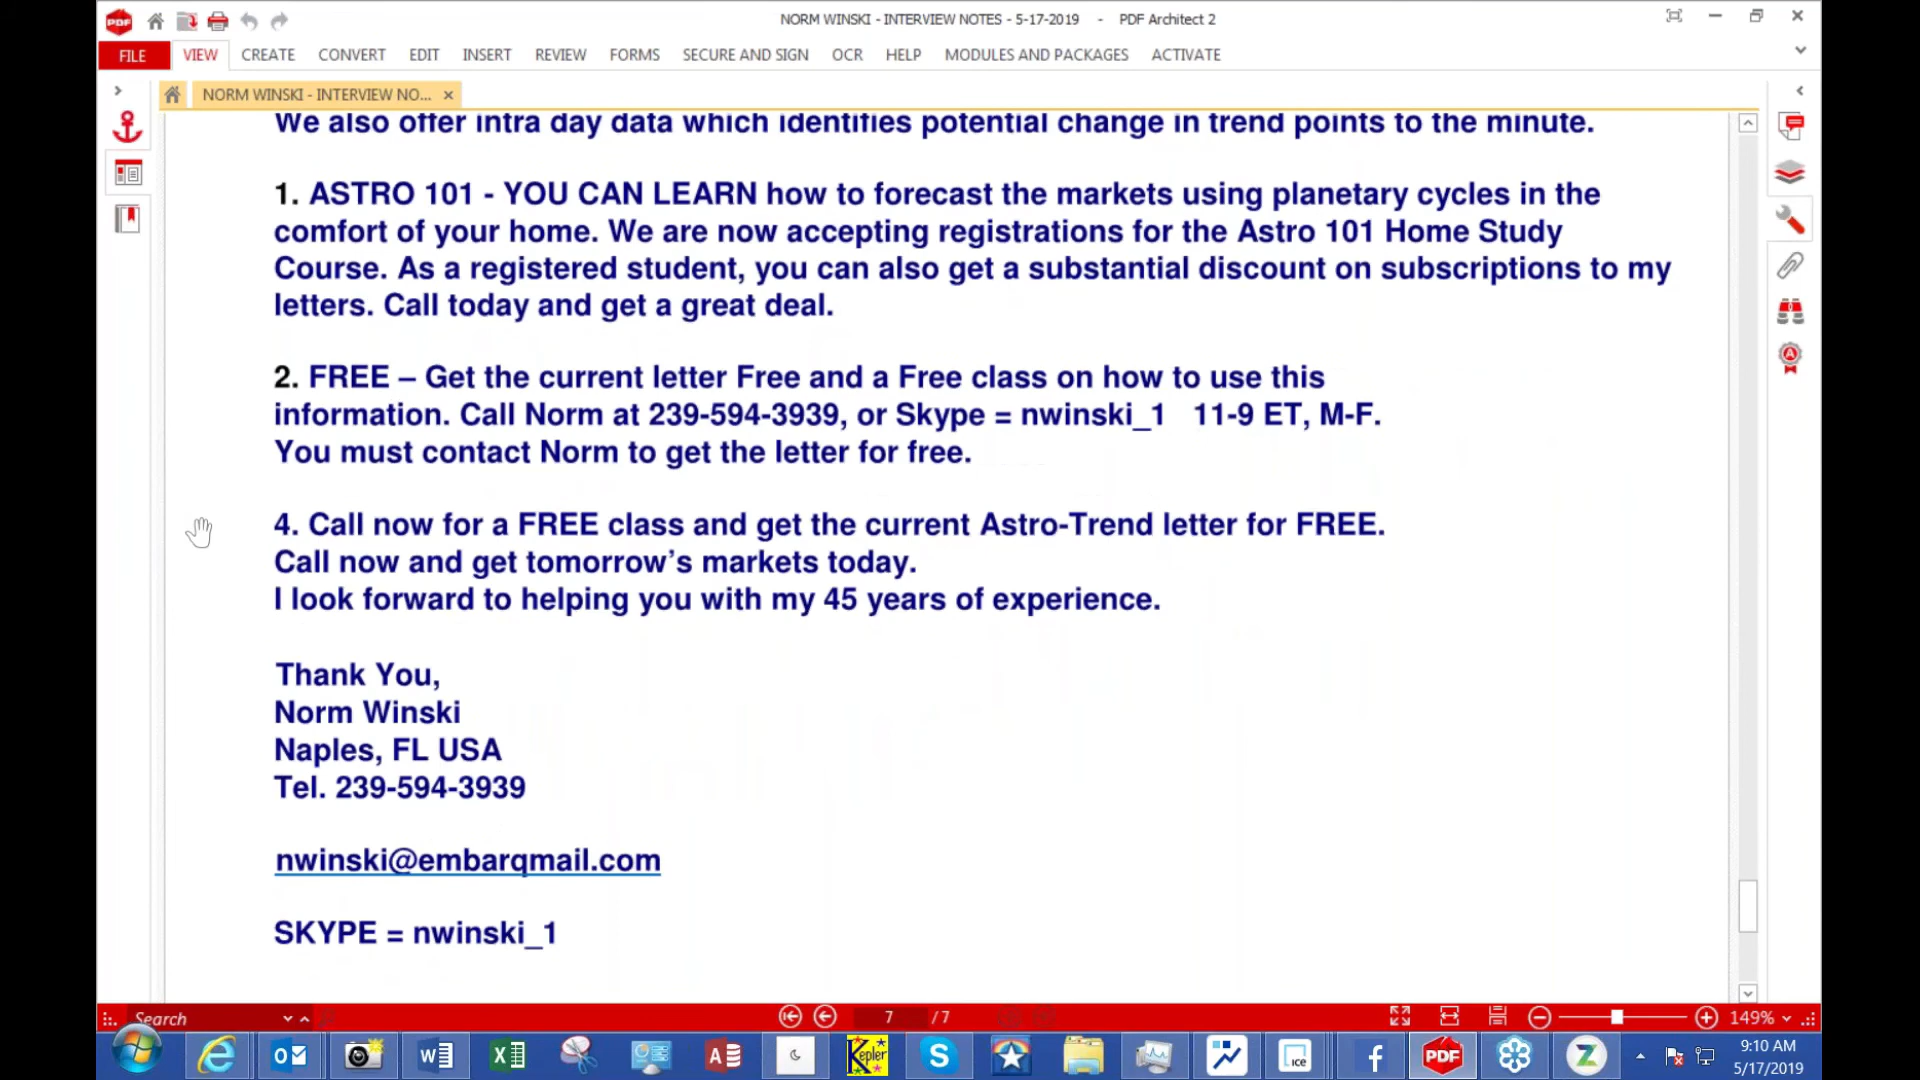 NORM WINSKI - INTERVIEW NOTES - 5-17-2019 - PDF Architect 2
FILE VIEW CREATE CONVERT EDIT INSERT REVIEW FORMS SECURE AND SIGN OCR HELP MODULES AND PACKAGES ACTIVATE
NORM WINSKI - INTERVIEW NO...
We also offer intra day data which identifies potential change in trend points to the minute.
1. ASTRO 101 - YOU CAN LEARN how to forecast the markets using planetary cycles in the
comfort of your home. We are now accepting registrations for the Astro 101 Home Study
Course. As a registered student, you can also get a substantial discount on subscriptions to my
letters. Call today and get a great deal.
2. FREE – Get the current letter Free and a Free class on how to use this
information. Call Norm at 239-594-3939, or Skype = nwinski_1 11-9 ET, M-F.
You must contact Norm to get the letter for free.
4. Call now for a FREE class and get the current Astro-Trend letter for FREE.
Call now and get tomorrow’s markets today.
I look forward to helping you with my 45 years of experience.
Thank You,
Norm Winski
Naples, FL USA
Tel. 239-594-3939
nwinski@embarqmail.com
SKYPE = nwinski_1
Search 7 / 7 149%
Kepler ice PDF
9:10 AM
5/17/2019